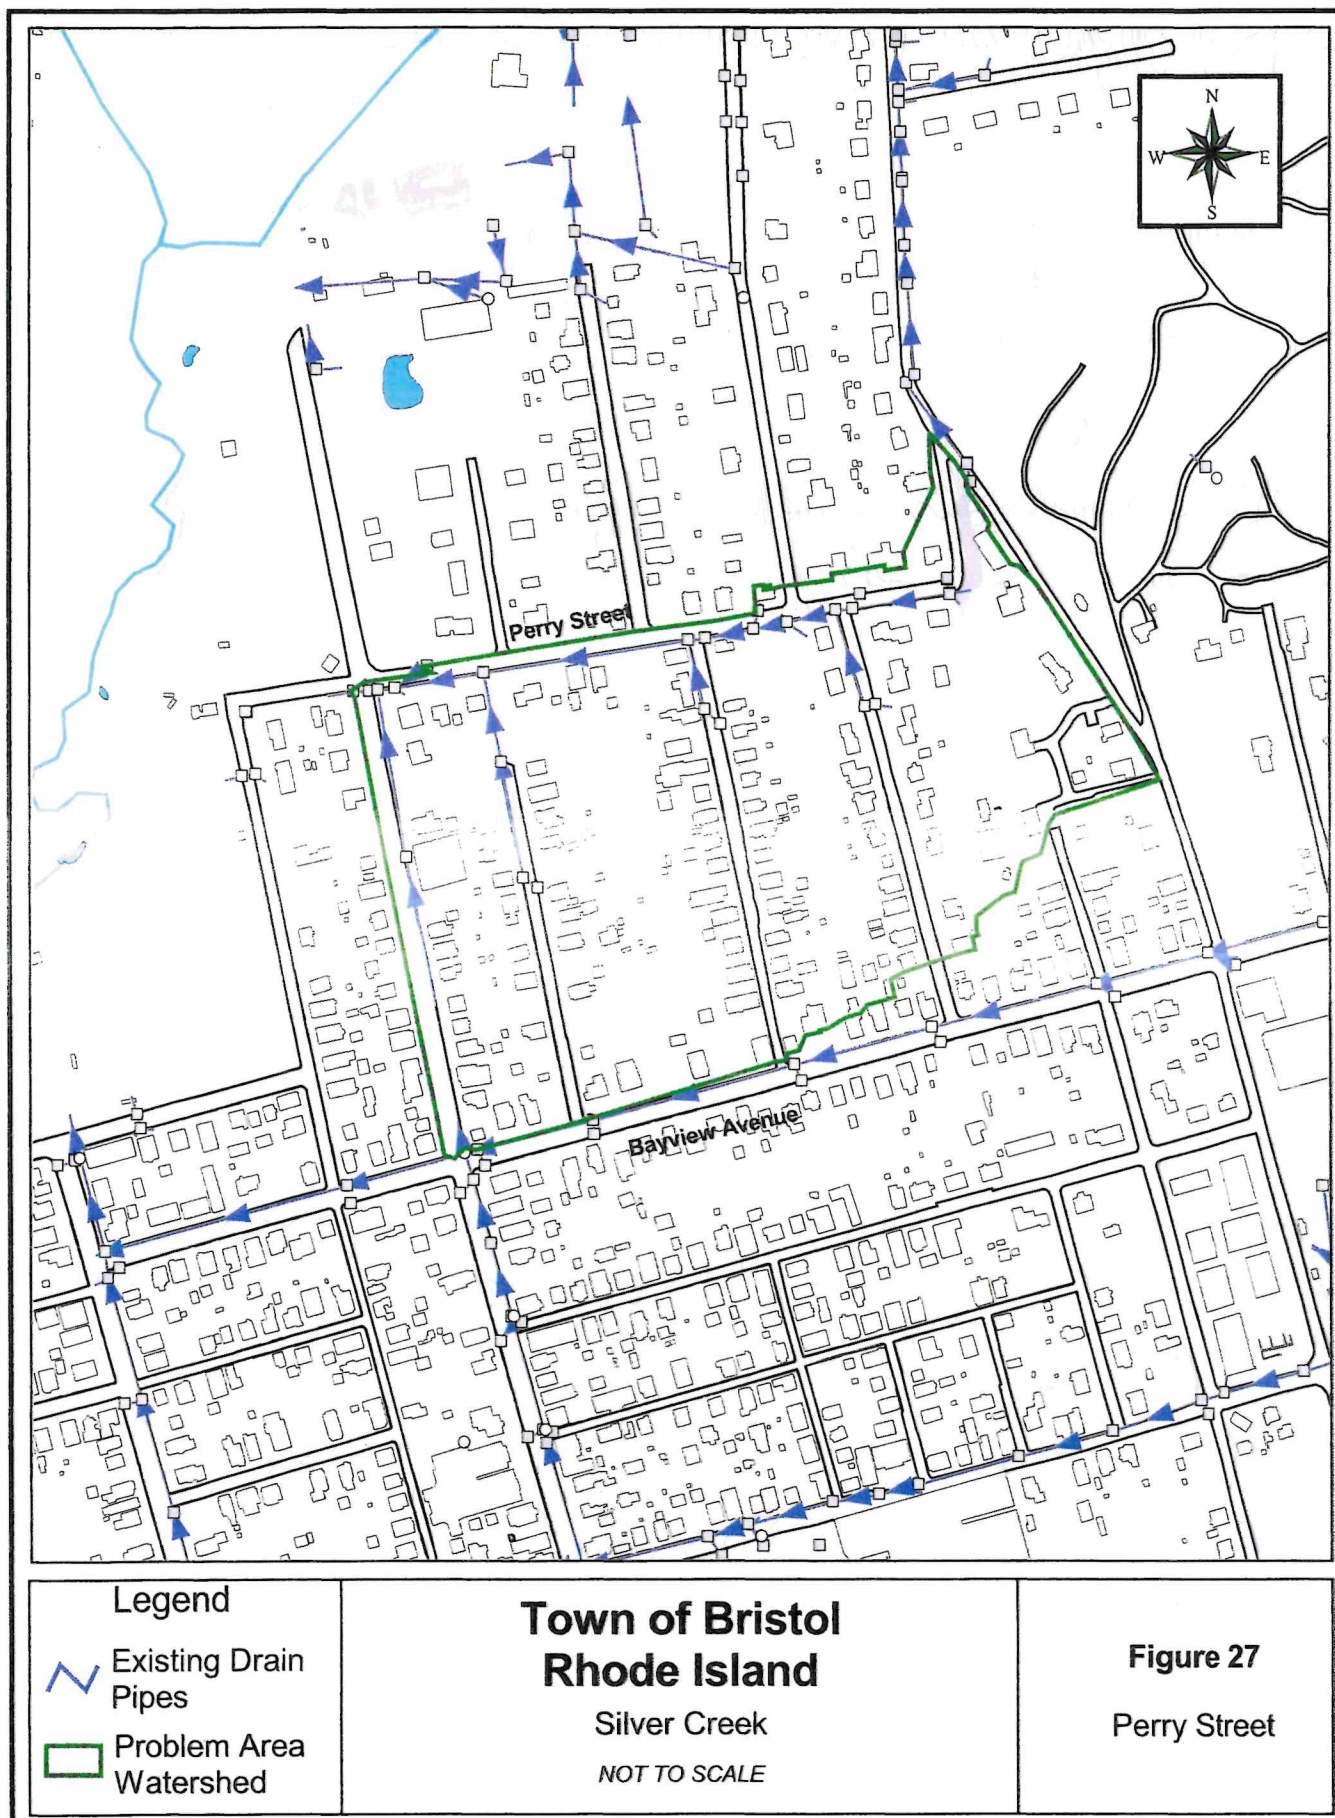 N
W
E
S
Perry Street
Bayview Avenue
Legend
Existing Drain
Pipes
Problem Area
Watershed
Town of Bristol
Rhode Island
Silver Creek
NOT TO SCALE
Figure 27
Perry Street